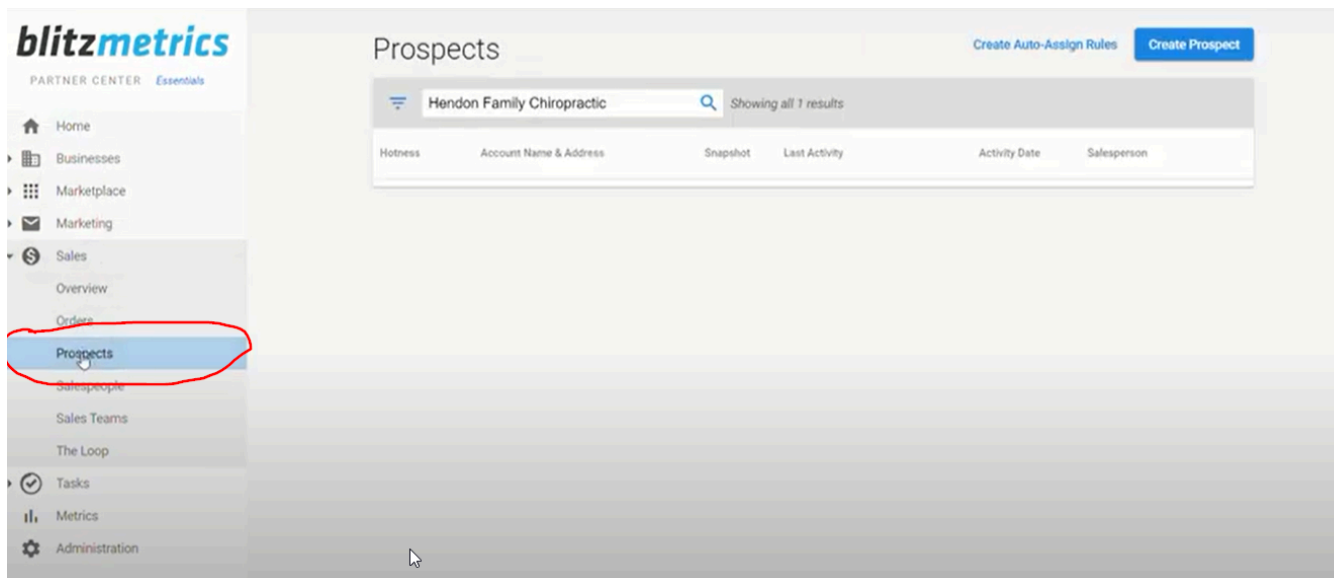 blitzmetrics
PARTNER CENTER Essentials
Home
Businesses
Marketplace
Marketing
Sales
Overview
Orders
Prospects
Salespeople
Sales Teams
The Loop
Tasks
Metrics
Administration
Prospects
Create Auto-Assign Rules Create Prospect
Hendon Family Chiropractic Showing all 1 results
Hotness Account Name & Address Snapshot Last Activity Activity Date Salesperson